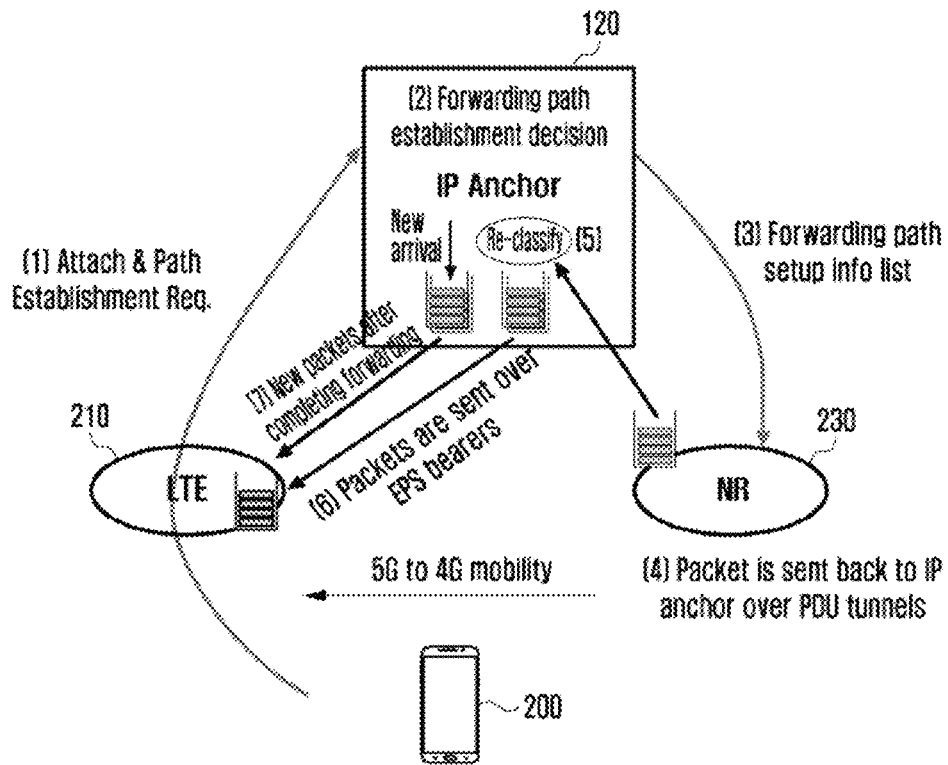 120
(2) Forwarding path
establishment decision
IP Anchor
New
arrival
Re-classify
(5)
(1) Attach & Path
Establishment Req.
(3) Forwarding path
setup info list
(7) New packets after
completing forwarding
(6) Packets are sent over
EPS bearers
210
LTE
230
NR
5G to 4G mobility
(4) Packet is sent back to IP
anchor over PDU tunnels
200